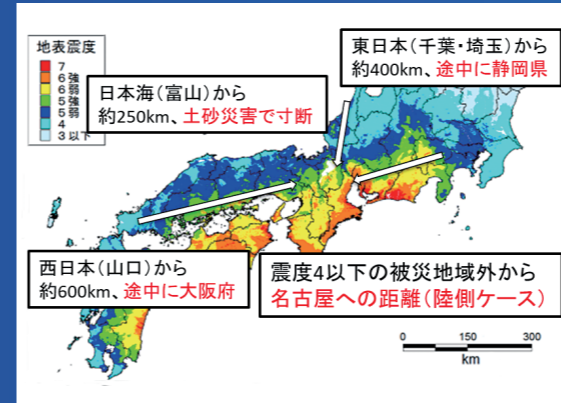 地表震度
7
6強
6弱
5強
5弱
4
3以下
東日本（千葉・埼玉）から
約400km、途中に静岡県
日本海（富山）から
約250km、土砂災害で寸断
西日本（山口）から
約600km、途中に大阪府
震度4以下の被災地域外から
名古屋への距離（陸側ケース）
0 150 300
km